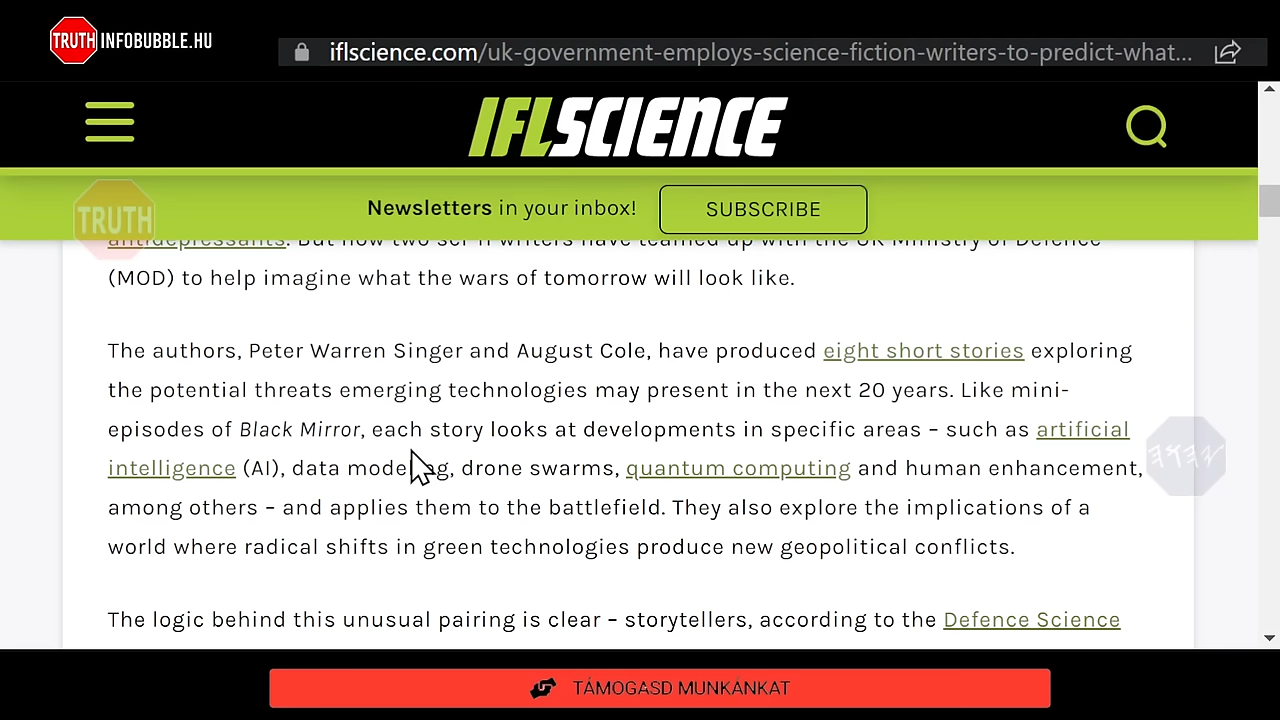 TRUTH INFOBUBBLE.HU
iflscience.com/uk-government-employs-science-fiction-writers-to-predict-what...
IFLSCIENCE
Newsletters in your inbox! SUBSCRIBE
TRUTH
antidepressants. But now two sci-fi writers have teamed up with the UK Ministry of Defence
(MOD) to help imagine what the wars of tomorrow will look like.
The authors, Peter Warren Singer and August Cole, have produced eight short stories exploring
the potential threats emerging technologies may present in the next 20 years. Like mini-
episodes of Black Mirror, each story looks at developments in specific areas – such as artificial
intelligence (AI), data modeling, drone swarms, quantum computing and human enhancement,
among others – and applies them to the battlefield. They also explore the implications of a
world where radical shifts in green technologies produce new geopolitical conflicts.
The logic behind this unusual pairing is clear – storytellers, according to the Defence Science
TÁMOGASD MUNKÁNKAT